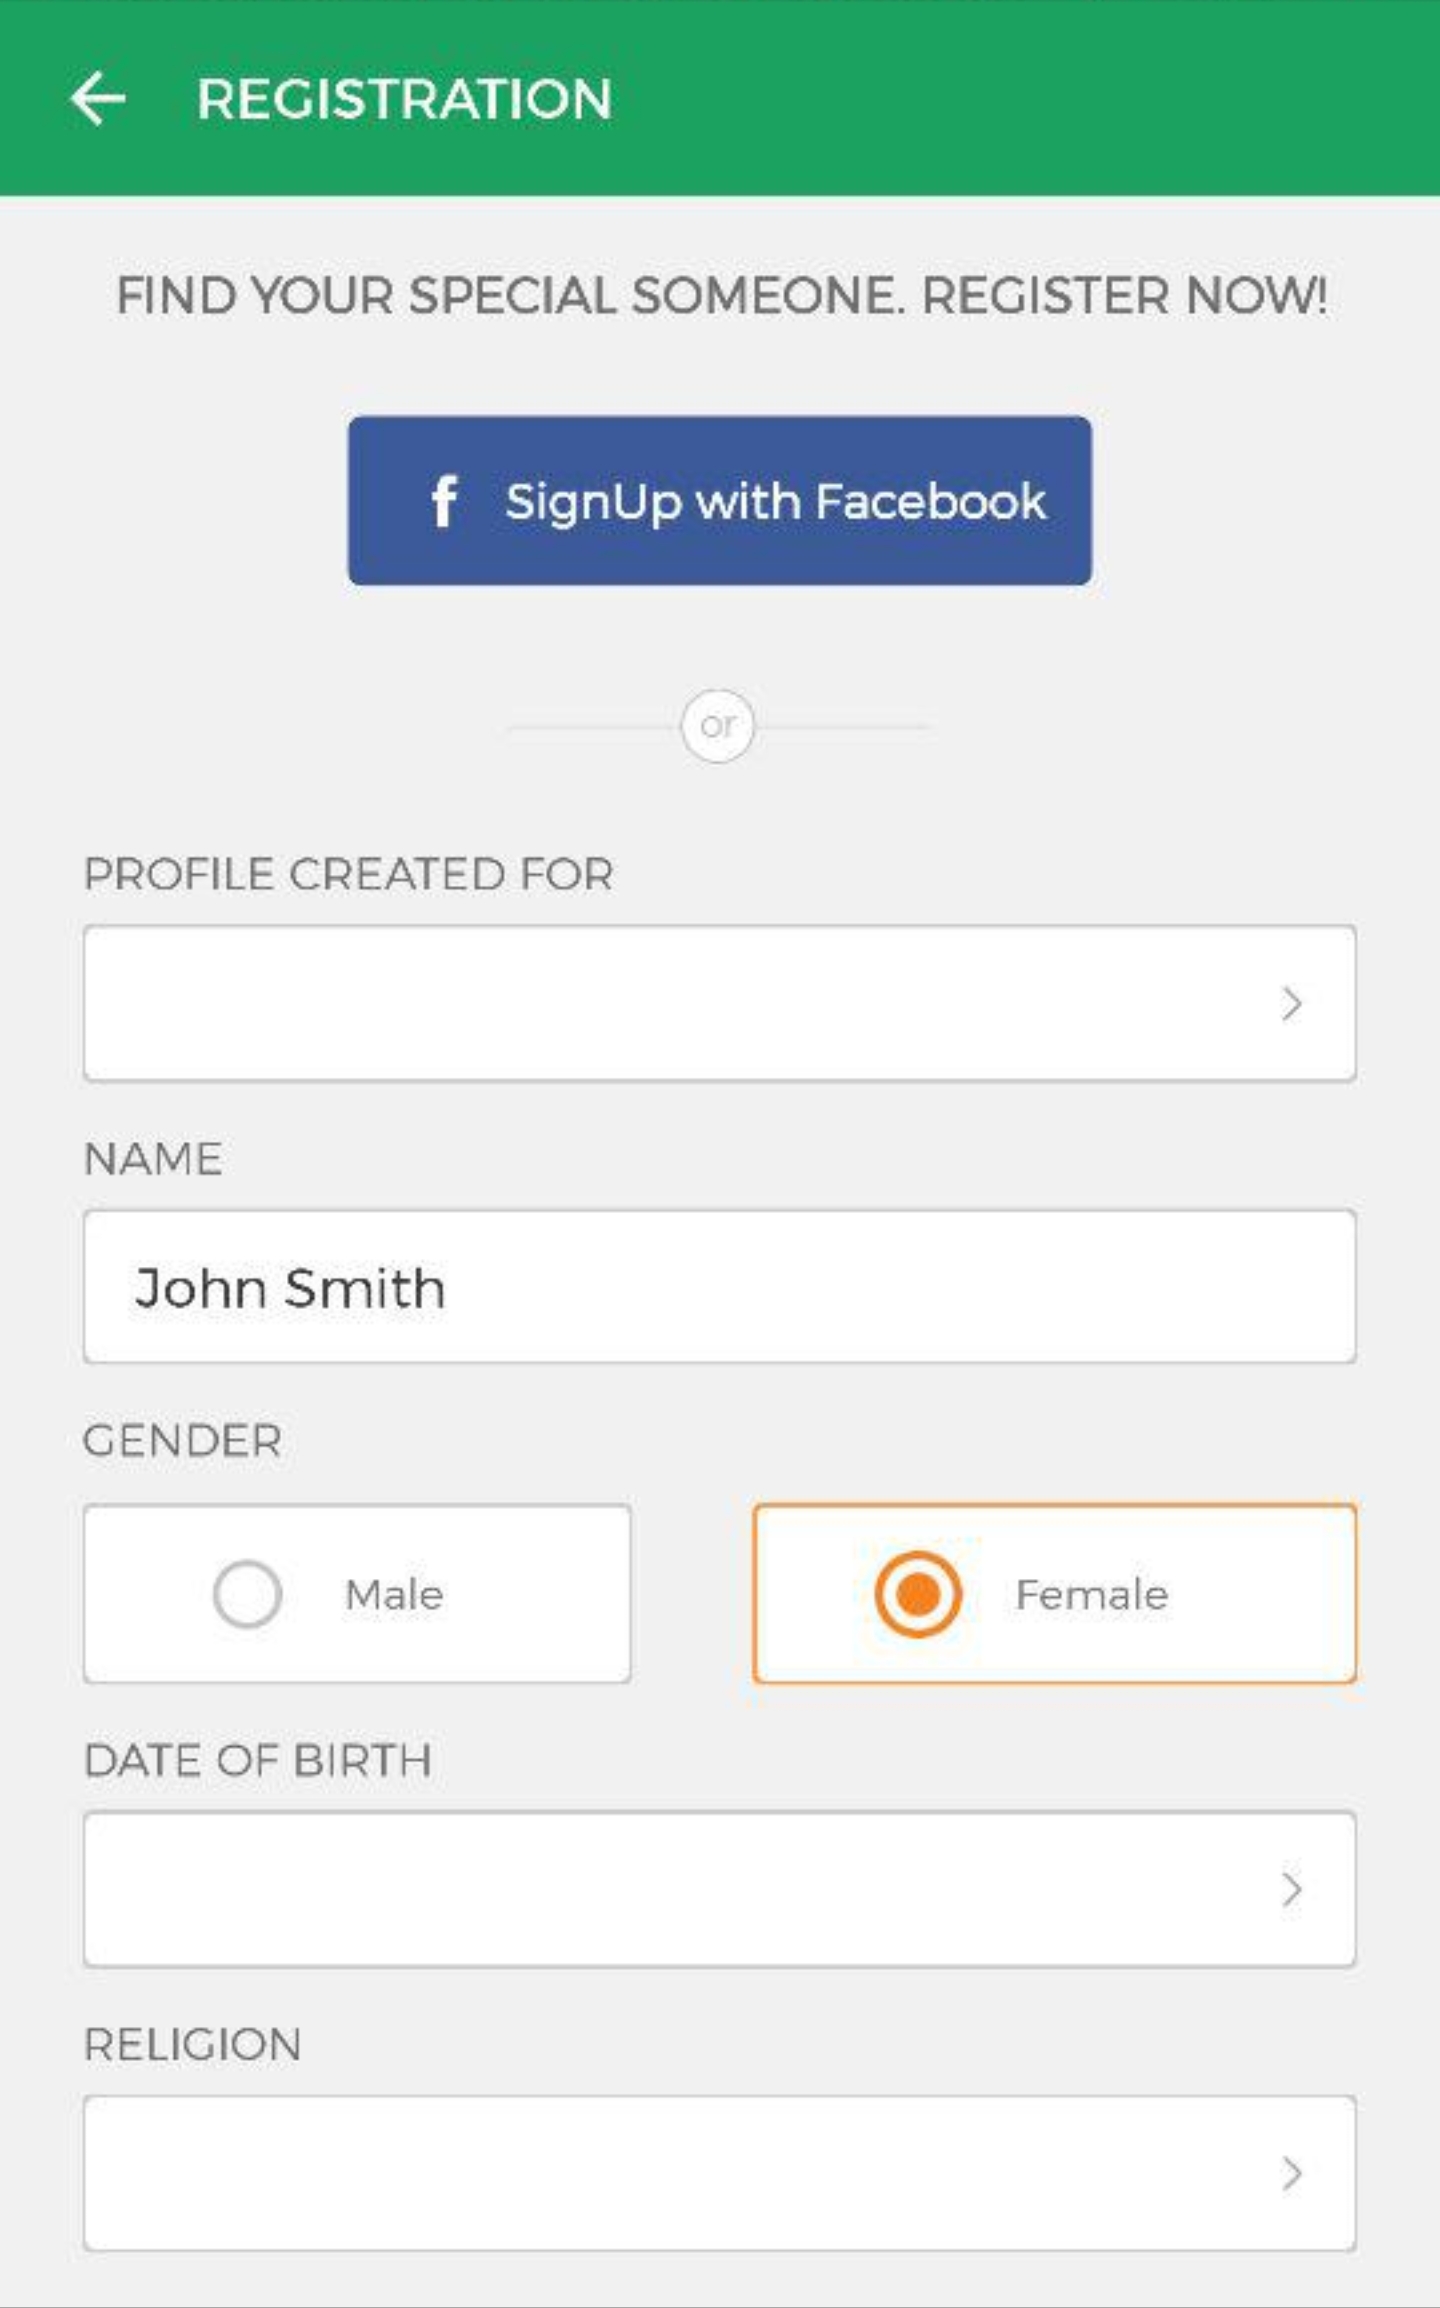 REGISTRATION
FIND YOUR SPECIAL SOMEONE. REGISTER NOW!
f SignUp with Facebook
or
PROFILE CREATED FOR
NAME
John Smith
GENDER
Male
Female
DATE OF BIRTH
RELIGION